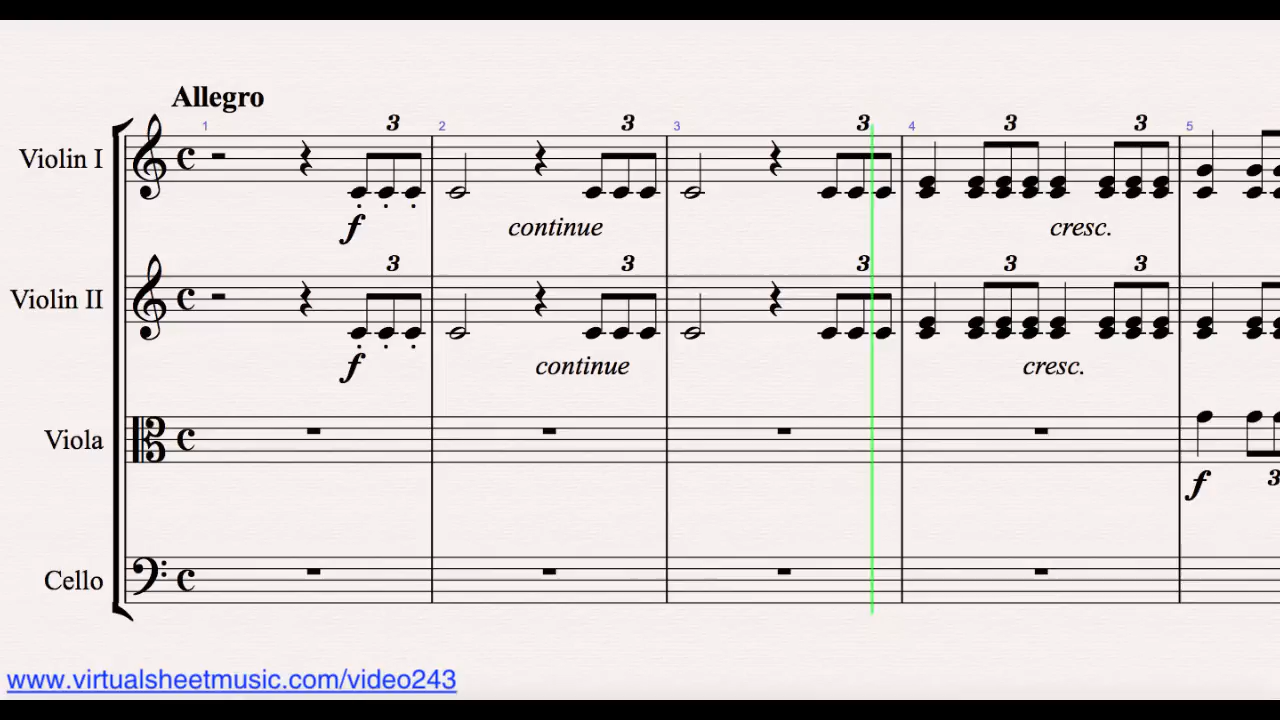 Allegro
1 3 2 3 3 3 4 3 3 5
Violin I
f continue cresc.
3 3 3 3 3
Violin II
f continue cresc.
Viola
f 3
Cello
www.virtualsheetmusic.com/video243